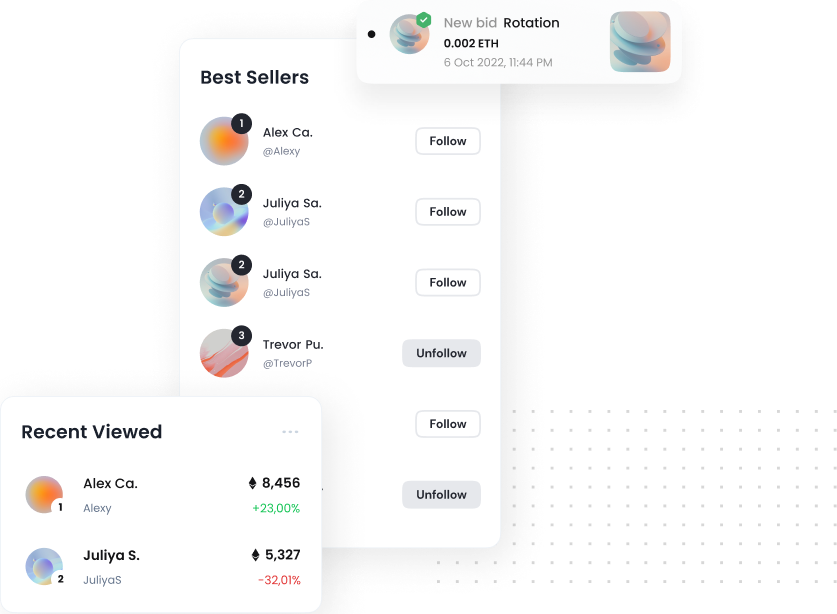 New bid Rotation
0.002 ETH
6 Oct 2022, 11:44 PM
Best Sellers
1
Alex Ca.
@Alexy
Follow
2
Juliya Sa.
@JuliyaS
Follow
2
Juliya Sa.
@JuliyaS
Follow
3
Trevor Pu.
@TrevorP
Unfollow
Follow
Unfollow
Recent Viewed
Alex Ca.
8,456
1
Alexy
+23,00%
Juliya S.
5,327
2
JuliyaS
-32,01%